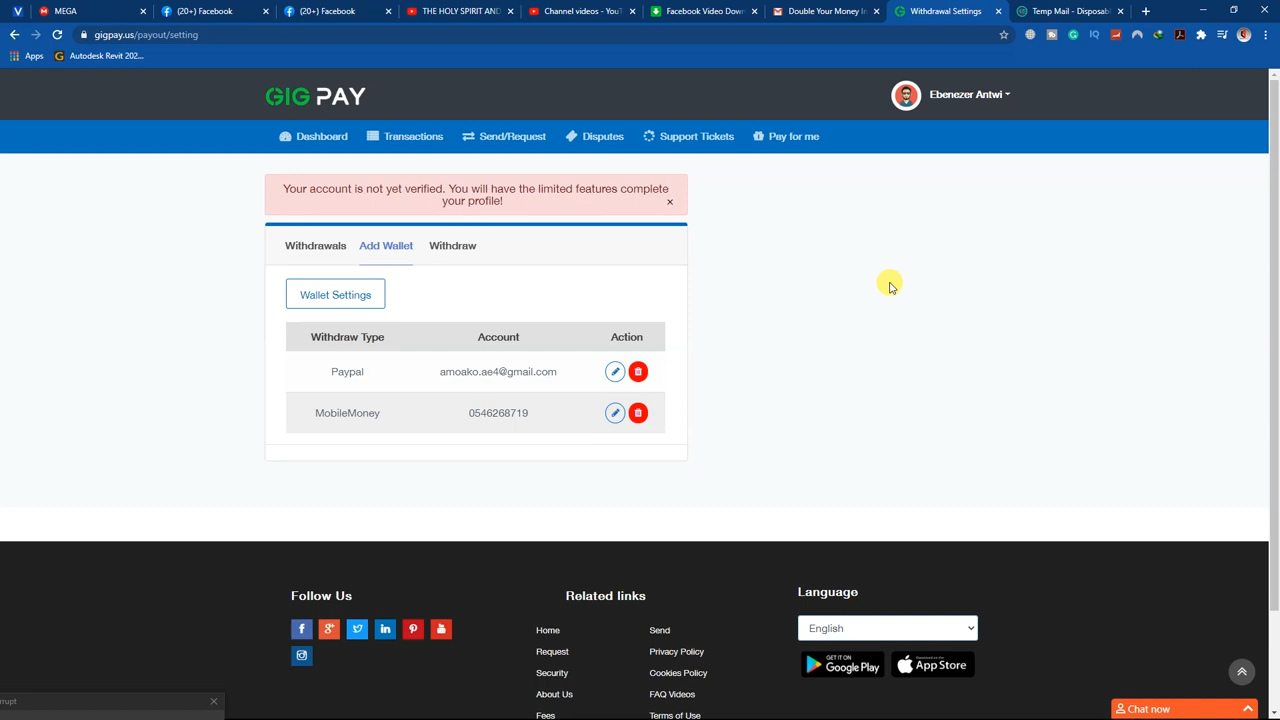 MEGA
(20+) Facebook
(20+) Facebook
THE HOLY SPIRIT AND
Channel videos - YouT
Facebook Video Down
Double Your Money In
Withdrawal Settings
Temp Mail - Disposabl
gigpay.us/payout/setting
Apps
Autodesk Revit 202...
GIG PAY
Ebenezer Antwi
Dashboard Transactions Send/Request Disputes Support Tickets Pay for me
Your account is not yet verified. You will have the limited features complete
your profile!
Withdrawals Add Wallet Withdraw
Wallet Settings
Withdraw Type Account Action
Paypal amoako.ae4@gmail.com
MobileMoney 0546268719
Follow Us
Related links
Language
Home Send
English
Request Privacy Policy
GET IT ON
Google Play
App Store
Security Cookies Policy
About Us FAQ Videos
Fees Terms of Use
Chat now